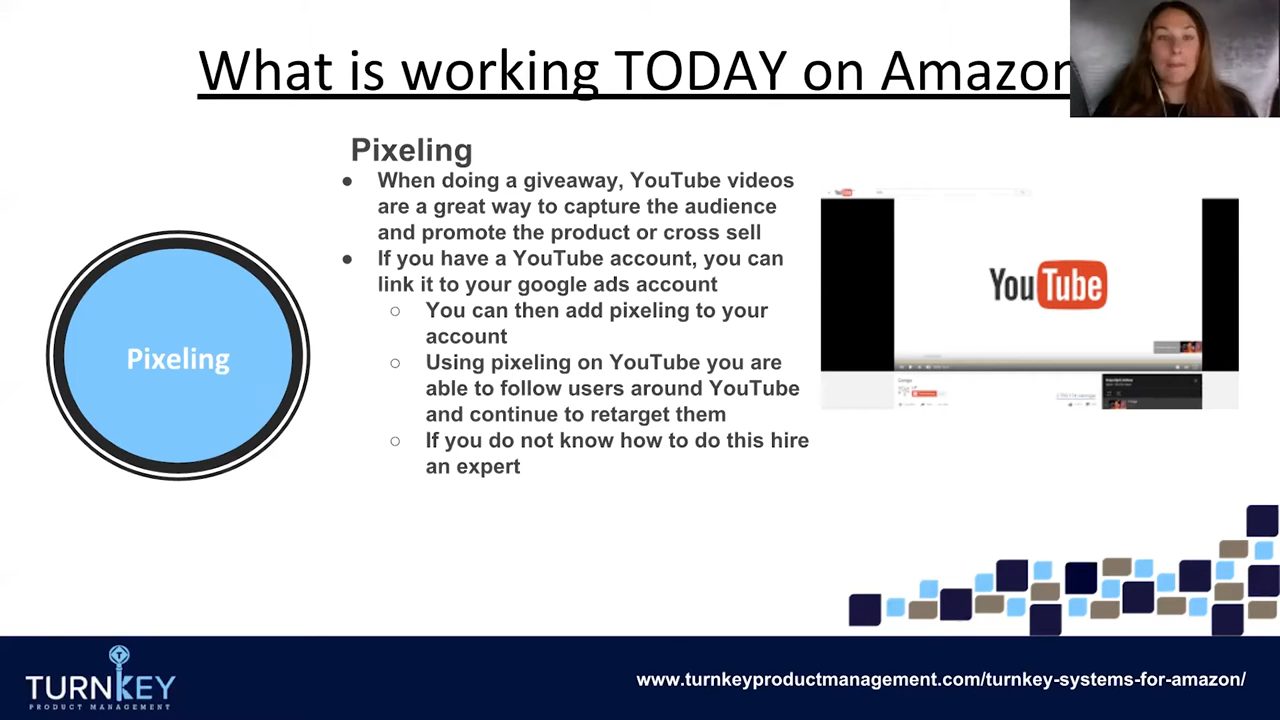 What is working TODAY on Amazon
Pixeling
● When doing a giveaway, YouTube videos
are a great way to capture the audience
and promote the product or cross sell
● If you have a YouTube account, you can
link it to your google ads account
○ You can then add pixeling to your
account
○ Using pixeling on YouTube you are
able to follow users around YouTube
and continue to retarget them
○ If you do not know how to do this hire
an expert
Pixeling
YouTube
TURNKEY
PRODUCT MANAGEMENT
www.turnkeyproductmanagement.com/turnkey-systems-for-amazon/